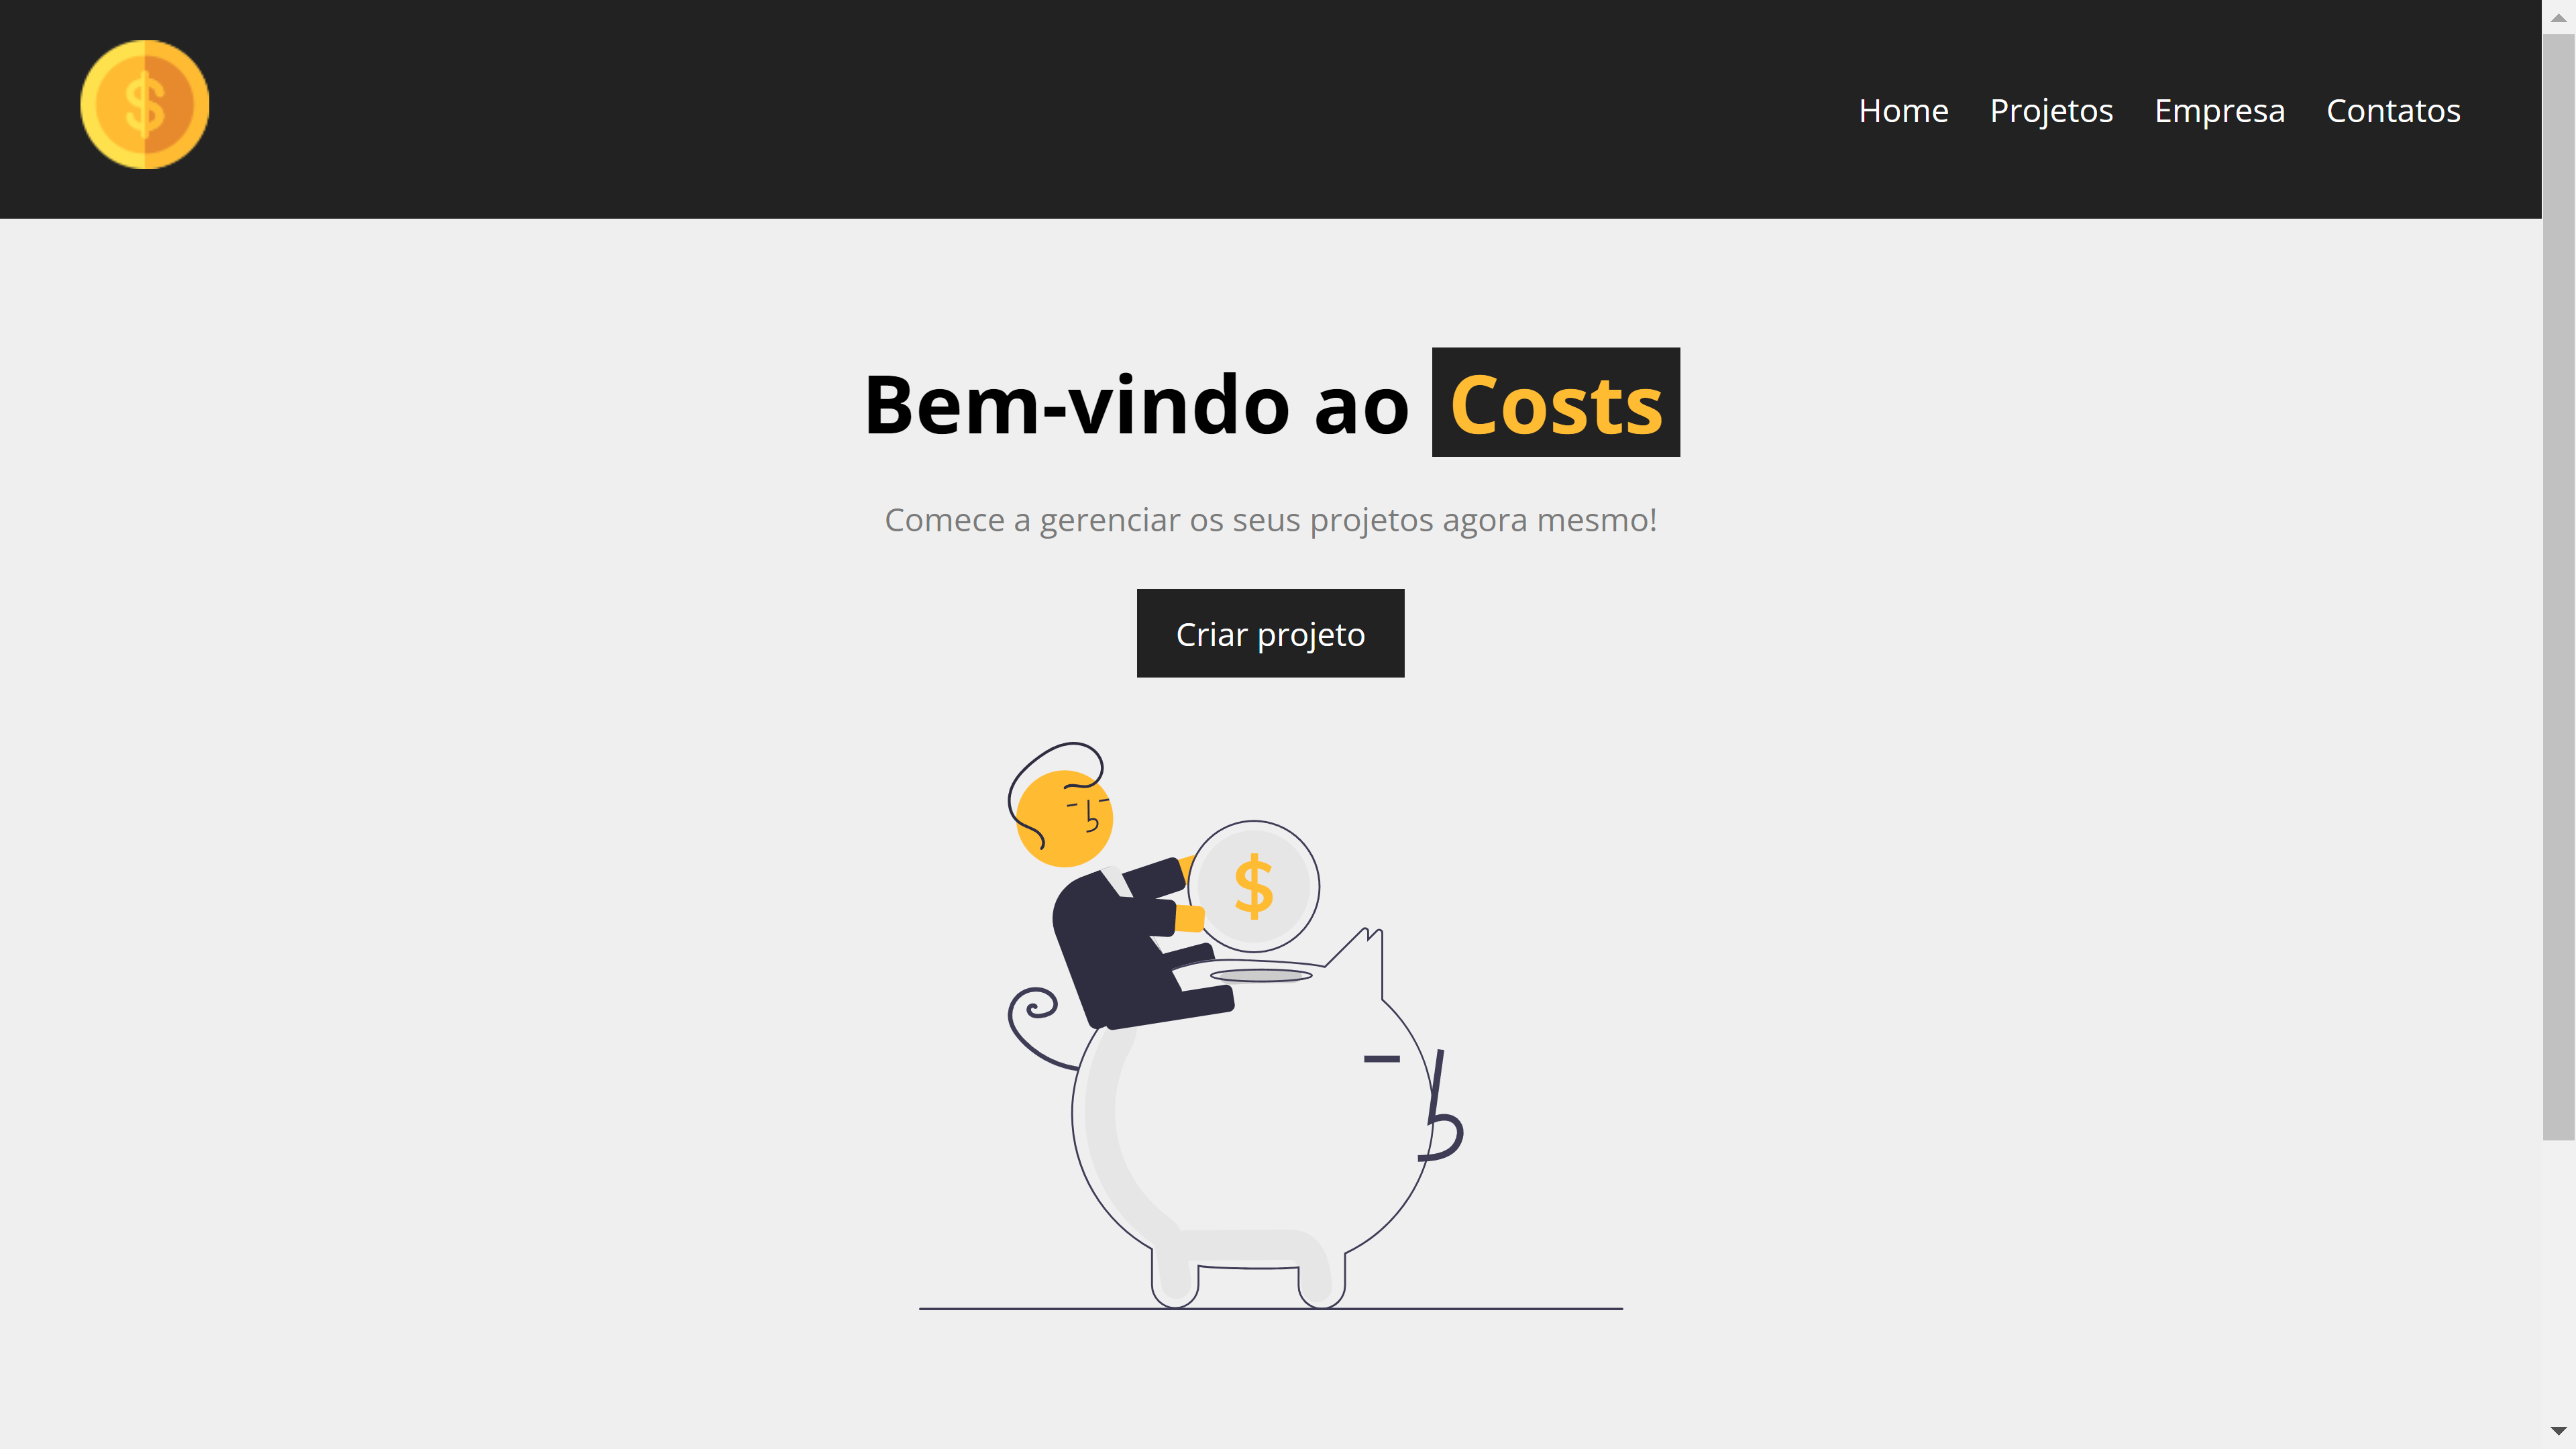 $
Home Projetos Empresa Contatos
Bem-vindo ao Costs
Comece a gerenciar os seus projetos agora mesmo!
Criar projeto
$